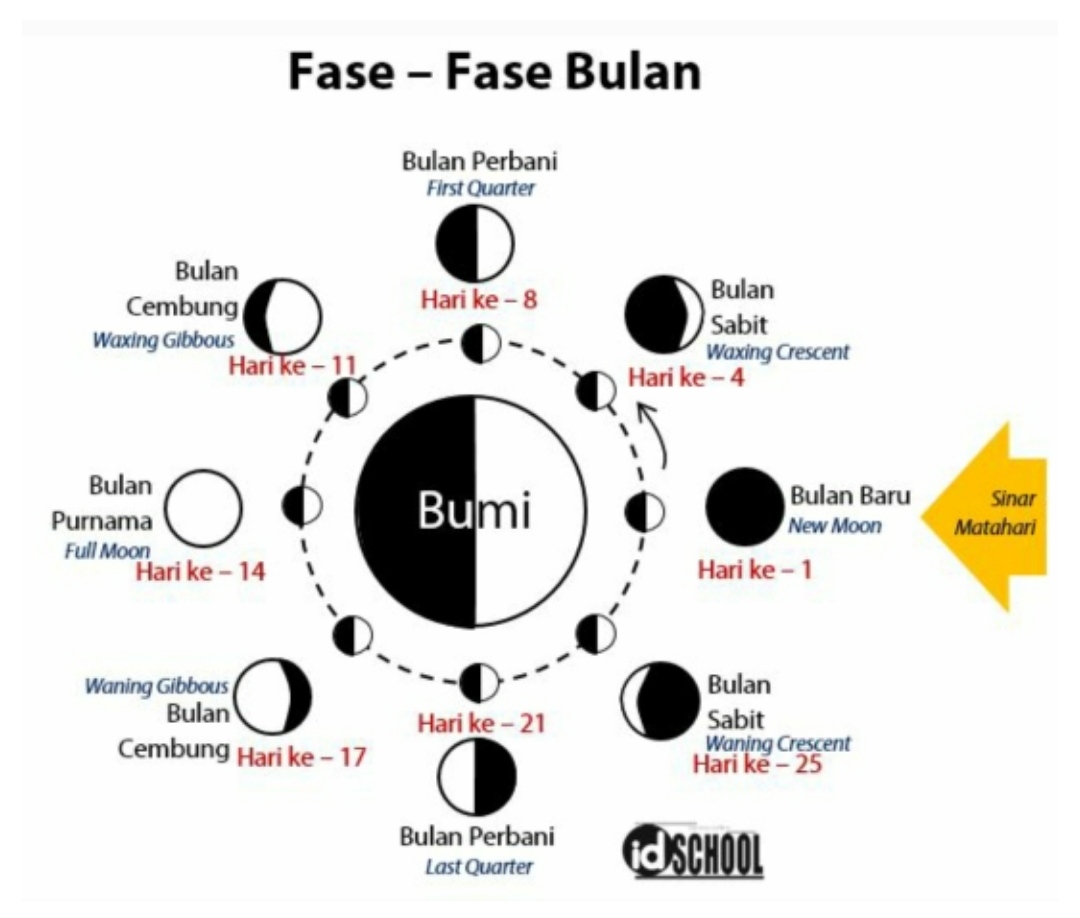 Fase – Fase Bulan
Bulan Perbani
First Quarter
Hari ke – 8
Bulan
Cembung
Waxing Gibbous
Hari ke – 11
Bulan
Sabit
Waxing Crescent
Hari ke – 4
Bulan
Purnama
Full Moon
Hari ke – 14
Bumi
Bulan Baru
New Moon
Hari ke – 1
Sinar
Matahari
Waning Gibbous
Bulan
Cembung
Hari ke – 17
Hari ke – 21
Bulan Perbani
Last Quarter
Bulan
Sabit
Waning Crescent
Hari ke – 25
idSCHOOL